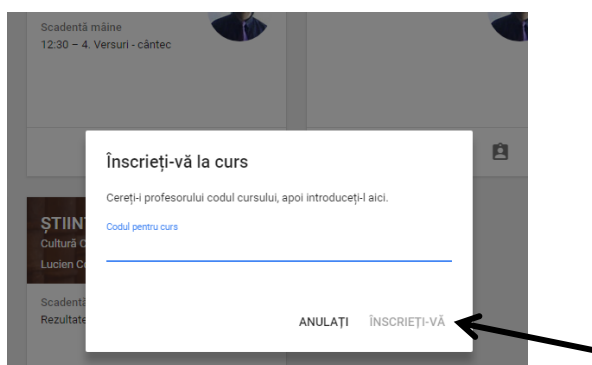 Scadentă mâine
12:30 – 4. Versuri - cântec
Înscrieți-vă la curs
Cereți-i profesorului codul cursului, apoi introduceți-l aici.
Codul pentru curs
ANULAȚI ÎNSCRIEȚI-VĂ
ȘTIIN
Cultură
Lucien
Scadentă
Rezultate